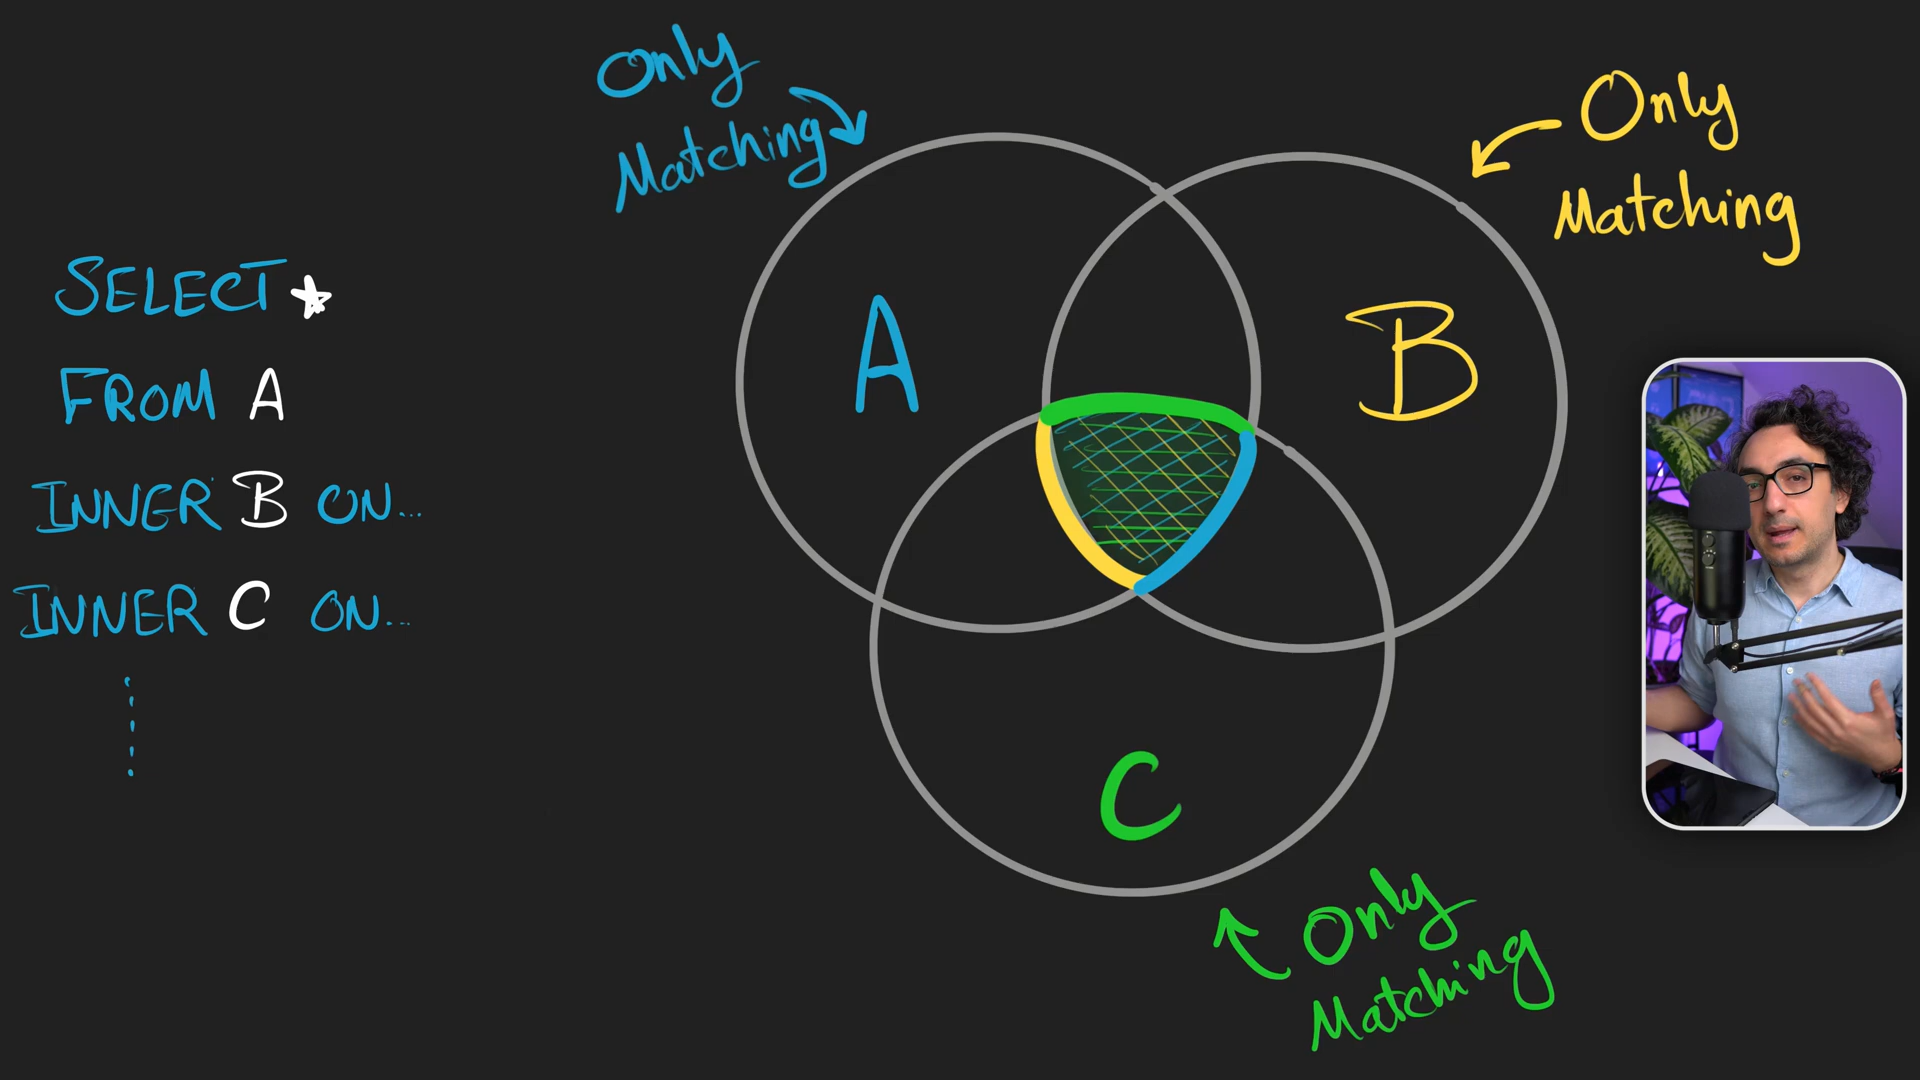 SELECT *
FROM A
INNER B ON...
INNER C ON...
Only
Matching
Only
Matching
A
B
C
Only
Matching